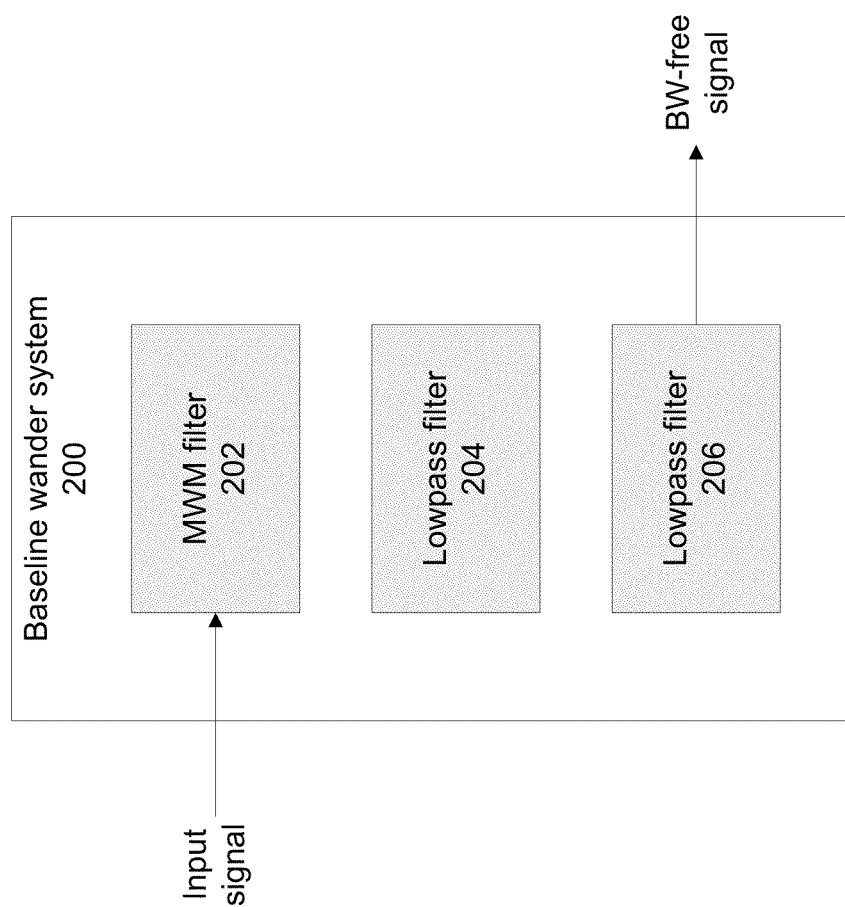 Baseline wander system
200
Input
signal
MWM filter
202
Lowpass filter
204
Lowpass filter
206
BW-free
signal